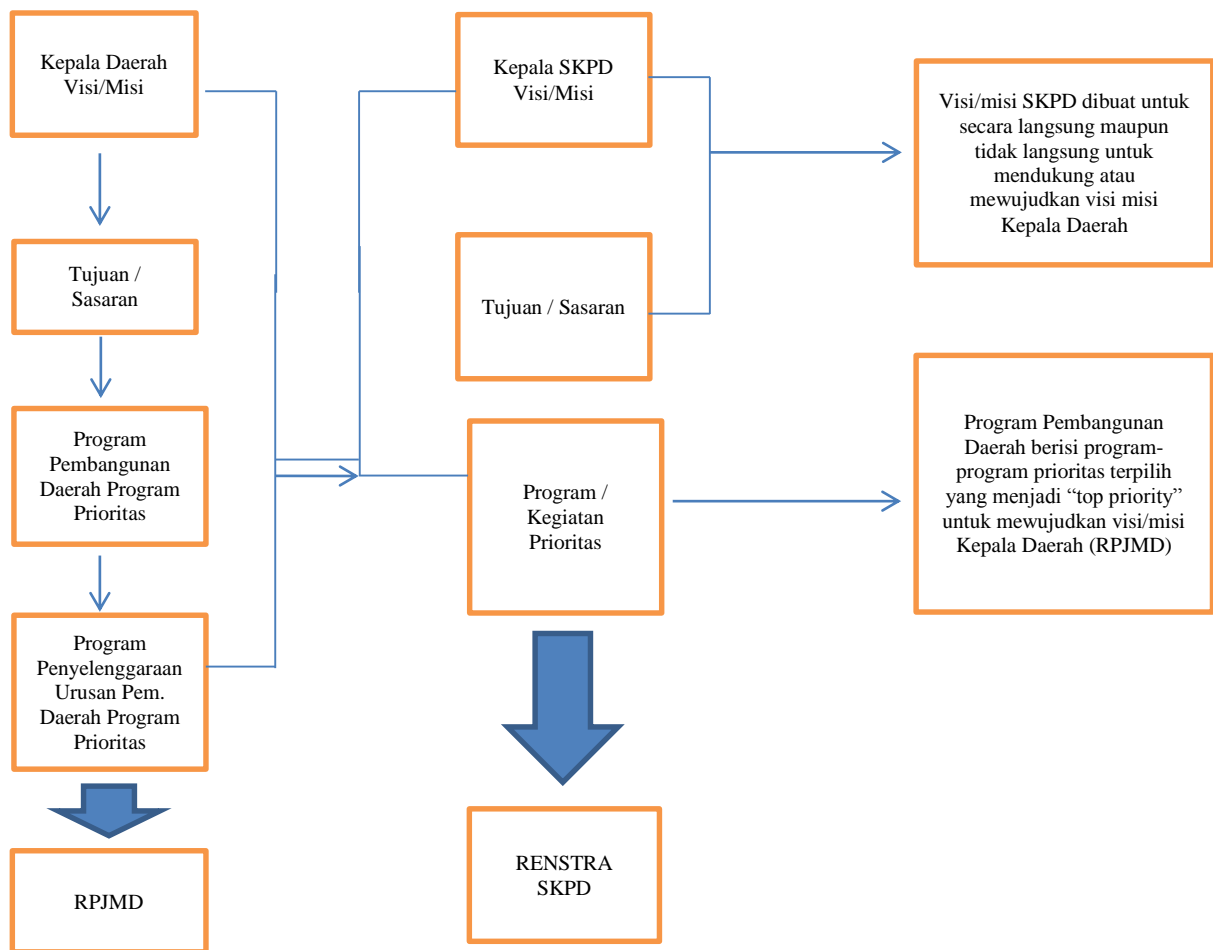 Kepala Daerah
Visi/Misi
Tujuan /
Sasaran
Program
Pembangunan
Daerah Program
Prioritas
Program
Penyelenggaraan
Urusan Pem.
Daerah Program
Prioritas
RPJMD
Kepala SKPD
Visi/Misi
Tujuan / Sasaran
Program /
Kegiatan
Prioritas
RENSTRA
SKPD
Visi/misi SKPD dibuat untuk
secara langsung maupun
tidak langsung untuk
mendukung atau
mewujudkan visi misi
Kepala Daerah
Program Pembangunan
Daerah berisi program-
program prioritas terpilih
yang menjadi “top priority”
untuk mewujudkan visi/misi
Kepala Daerah (RPJMD)